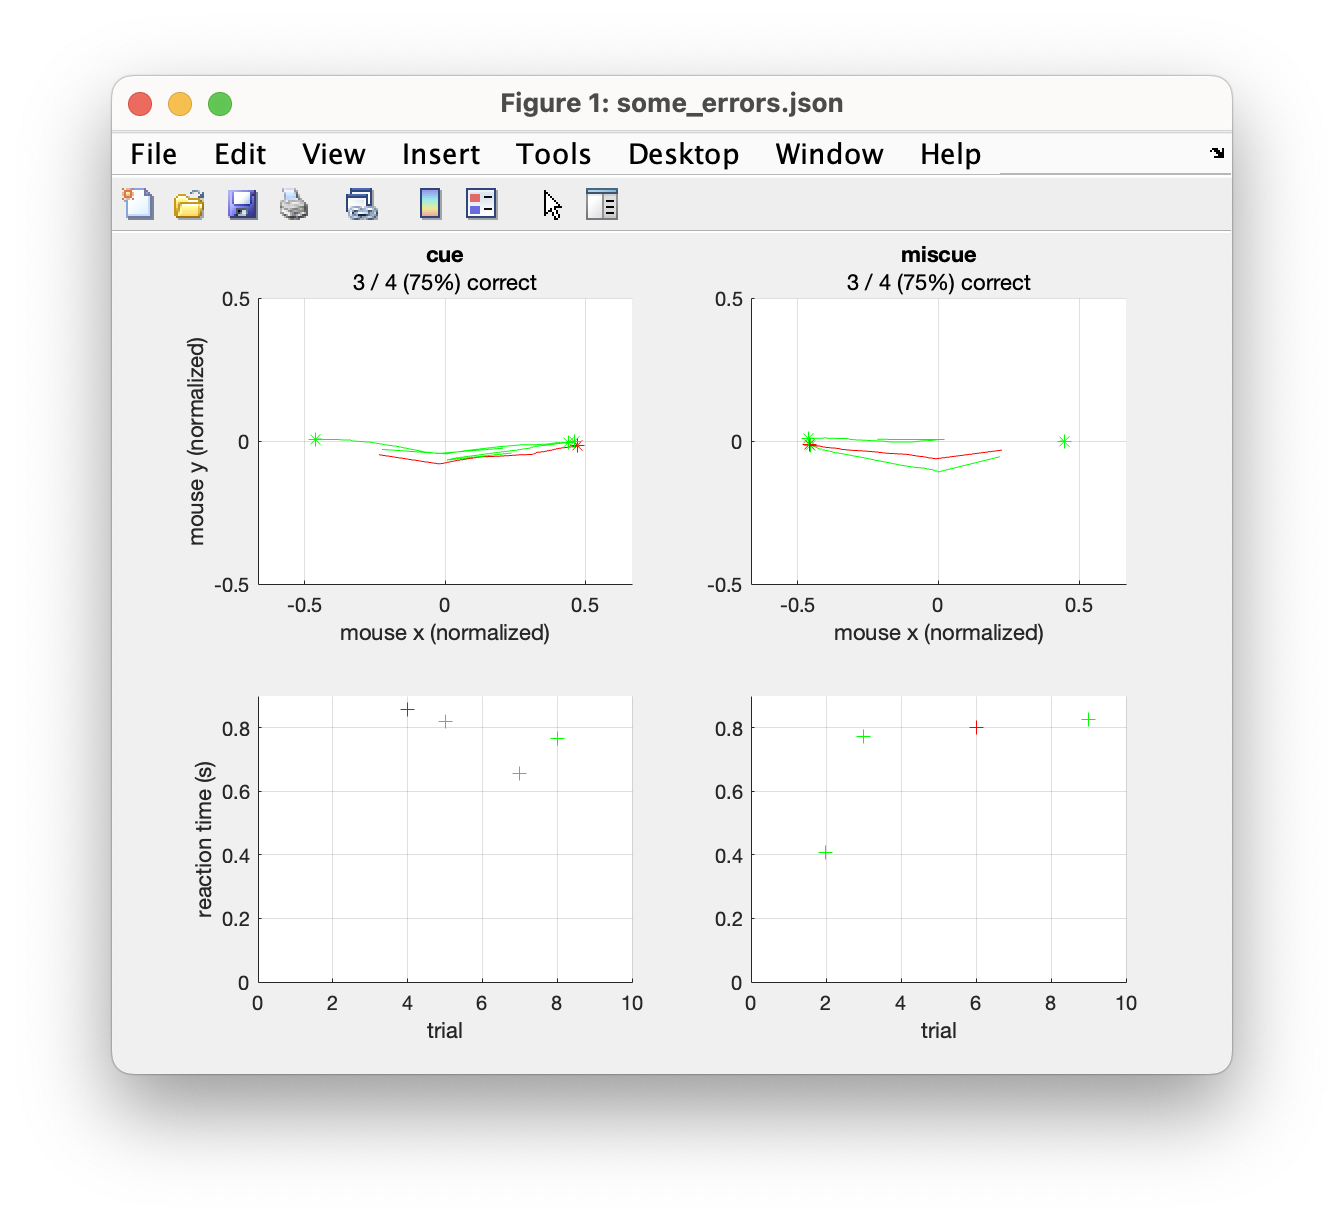 Figure 1: some_errors.json
File Edit View Insert Tools Desktop Window Help
cue
3 / 4 (75%) correct
0.5
0
-0.5
-0.5 0 0.5
mouse y (normalized)
mouse x (normalized)
miscue
3 / 4 (75%) correct
0.5
0
-0.5
-0.5 0 0.5
mouse x (normalized)
0.8
0.6
0.4
0.2
0
0 2 4 6 8 10
reaction time (s)
trial
0.8
0.6
0.4
0.2
0
0 2 4 6 8 10
trial